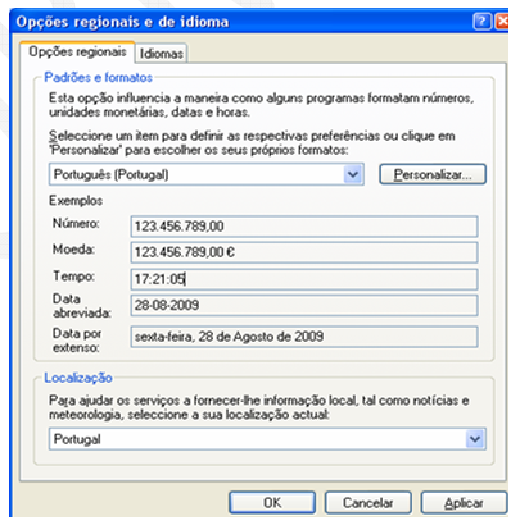 Opções regionais e de idioma
Opções regionais
Idiomas
Padrões e formatos
Esta opção influencia a maneira como alguns programas formatam números,
unidades monetárias, datas e horas.
Seleccione um item para definir as respectivas preferências ou clique em
'Personalizar' para escolher os seus próprios formatos:
Português (Portugal)
Personalizar...
Exemplos
Número: 123.456.789,00
Moeda: 123.456.789,00 €
Tempo: 17:21:05
Data
abreviada: 28-08-2009
Data por
extenso: sexta-feira, 28 de Agosto de 2009
Localização
Para ajudar os serviços a fornecer-lhe informação local, tal como notícias e
meteorologia, seleccione a sua localização actual:
Portugal
OK
Cancelar
Aplicar